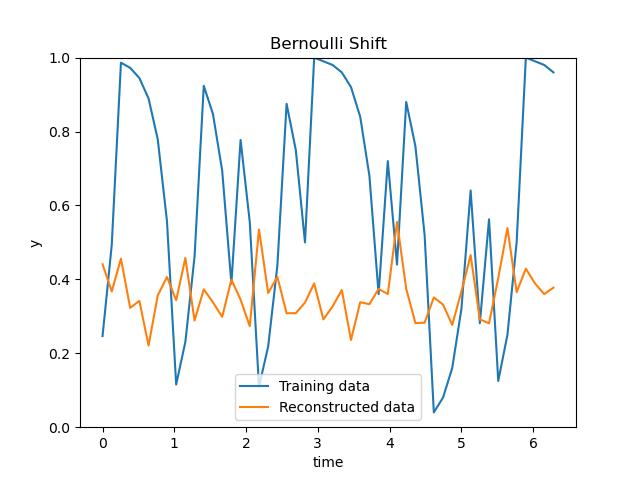 Bernoulli Shift
y
1.0
0.8
0.6
0.4
0.2
0.0
0 1 2 3 4 5 6
time
Training data
Reconstructed data